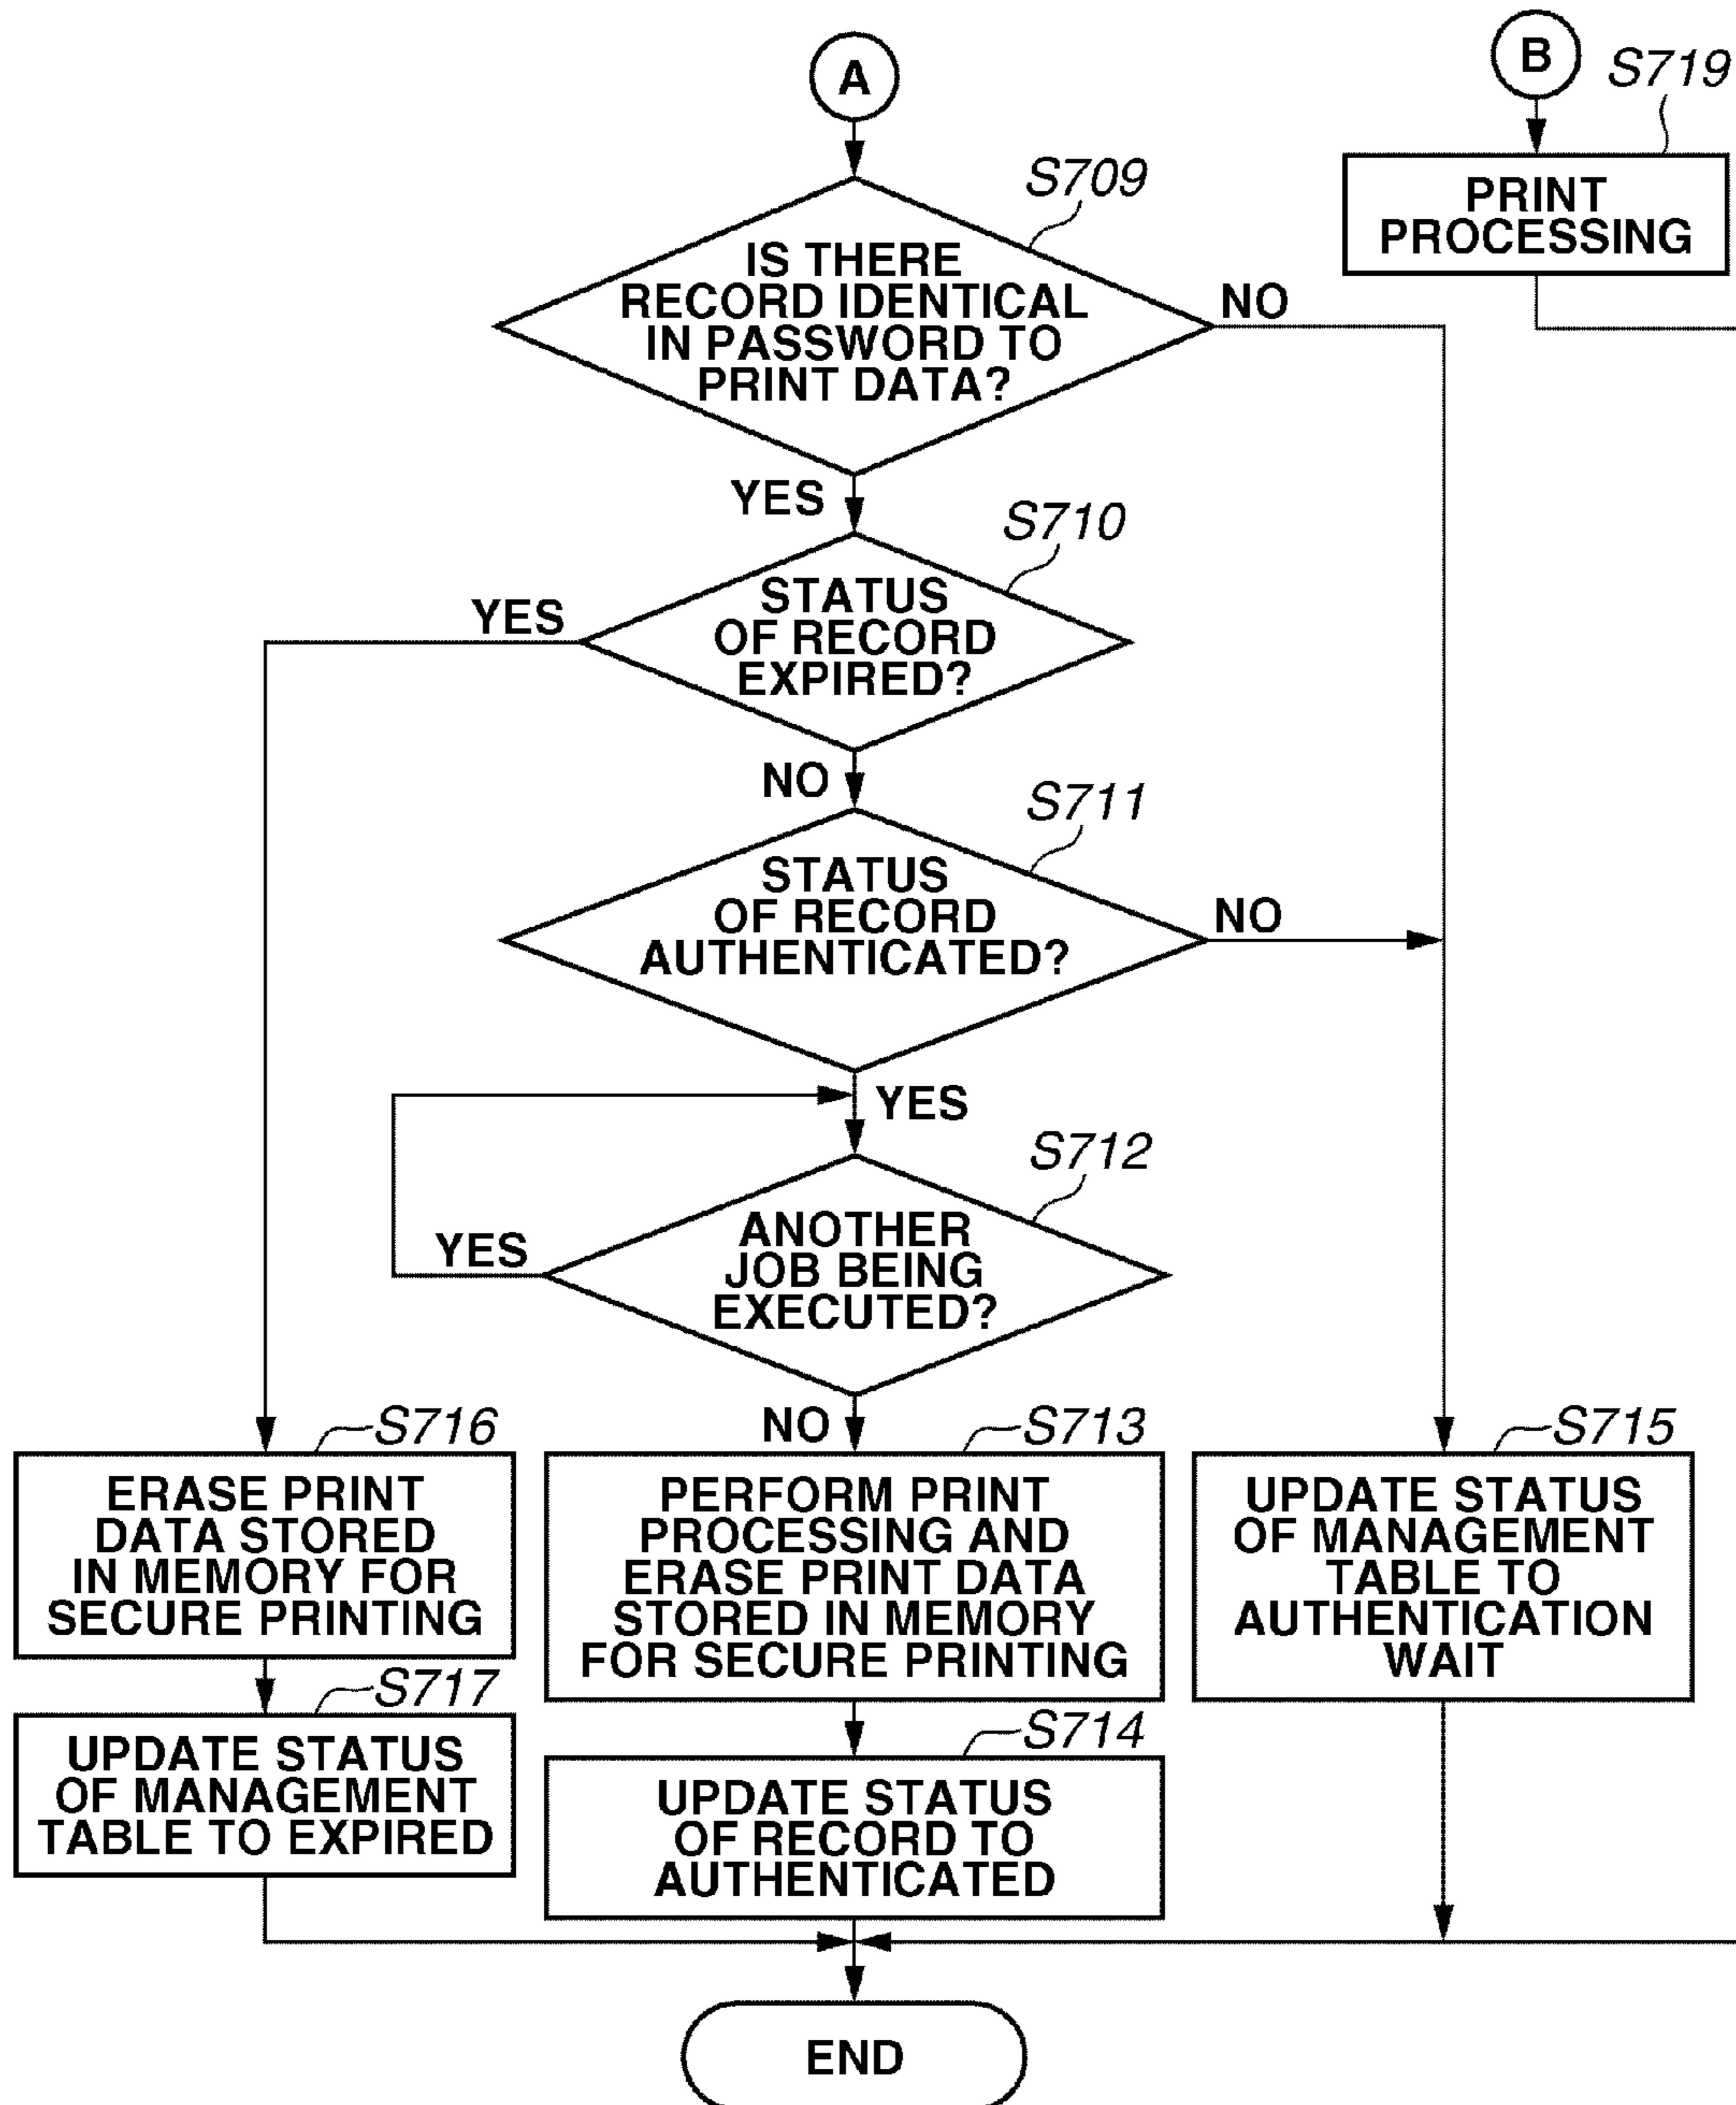 A
B
S719
PRINT
PROCESSING
S709
IS THERE
RECORD IDENTICAL
IN PASSWORD TO
PRINT DATA?
NO
YES
S710
STATUS
OF RECORD
EXPIRED?
YES
NO
S711
STATUS
OF RECORD
AUTHENTICATED?
NO
YES
S712
ANOTHER
JOB BEING
EXECUTED?
YES
NO
S716
ERASE PRINT
DATA STORED
IN MEMORY FOR
SECURE PRINTING
S713
PERFORM PRINT
PROCESSING AND
ERASE PRINT DATA
STORED IN MEMORY
FOR SECURE PRINTING
S715
UPDATE STATUS
OF MANAGEMENT
TABLE TO
AUTHENTICATION
WAIT
S717
UPDATE STATUS
OF MANAGEMENT
TABLE TO EXPIRED
S714
UPDATE STATUS
OF RECORD TO
AUTHENTICATED
END